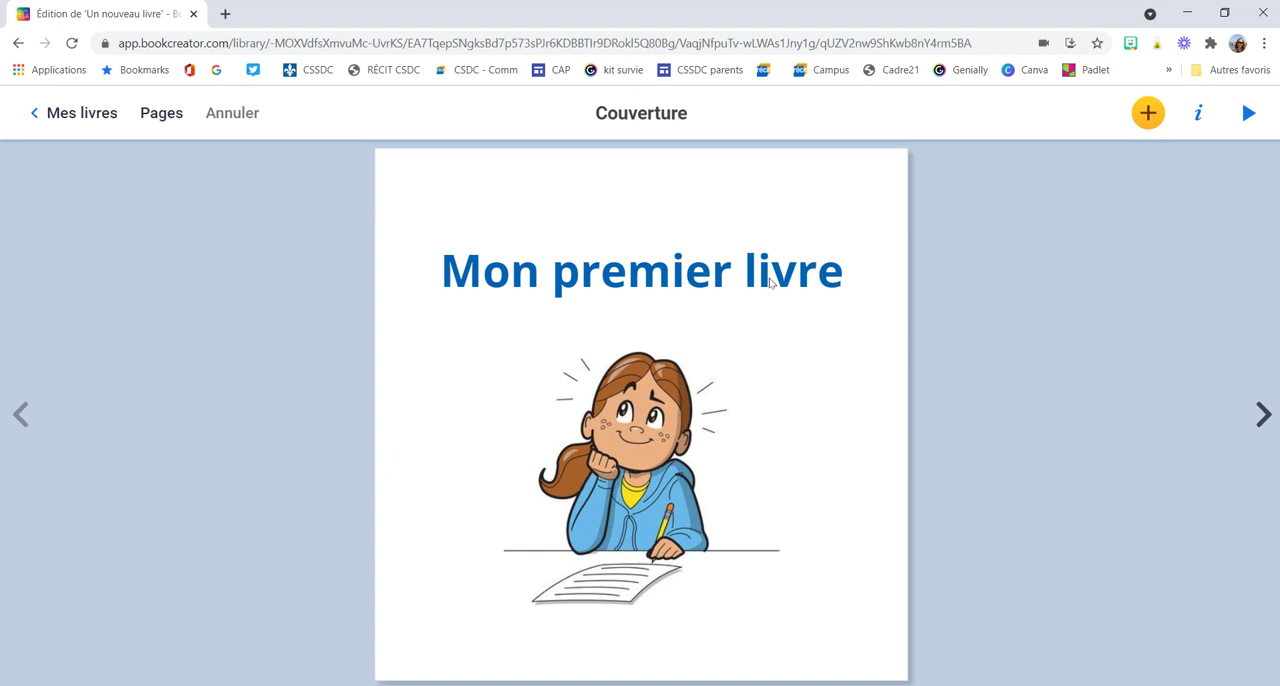 Édition de 'Un nouveau livre' - Bo
app.bookcreator.com/library/-MOXVdfsXmvuMc-UvrKS/EA7TqepSNgksBd7p573sPJr6KDBBTIr9DRokl5Q80Bg/VaqjNfpuTv-wLWAs1Jny1g/qUZV2nw9ShKwb8nY4rm5BA
Applications Bookmarks CSSDC RÉCIT CSDC CSDC - Comm CAP kit survie CSSDC parents Campus Cadre21 Genially Canva Padlet » Autres favoris
Mes livres Pages Annuler Couverture
Mon premier livre